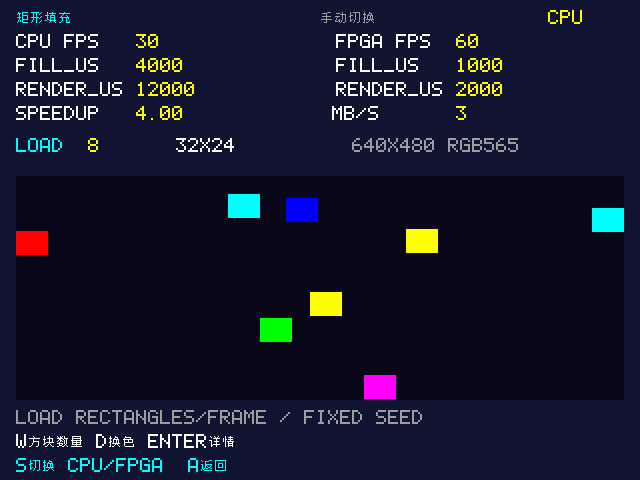 矩形填充 手动切换 CPU
CPU FPS 30 FPGA FPS 60
FILL_US 4000 FILL_US 1000
RENDER_US 12000 RENDER_US 2000
SPEEDUP 4.00 MB/S 3
LOAD 8 32X24 640X480 RGB565
LOAD RECTANGLES/FRAME / FIXED SEED
W方块数量 D换色 ENTER详情
S切换 CPU/FPGA A返回